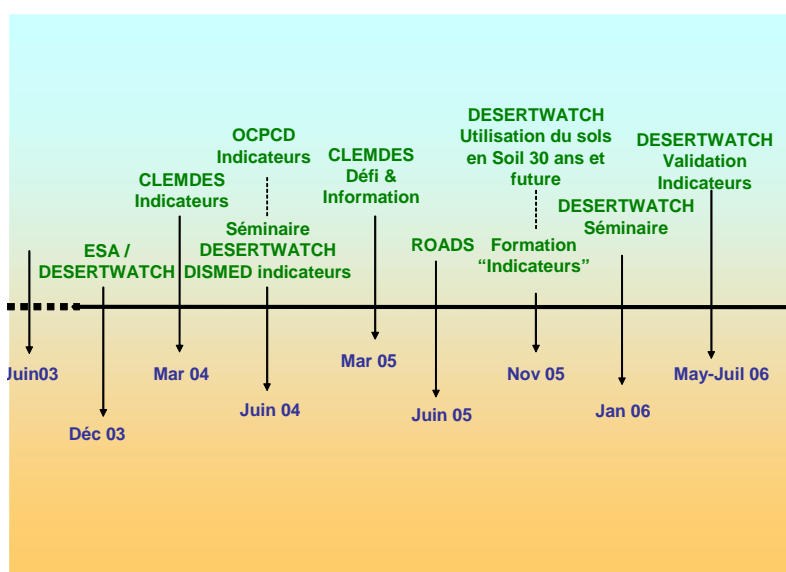 ESA /
DESERTWATCH
CLEMDES
Indicateurs
OCPCD
Indicateurs
Séminaire
DESERTWATCH
DISMED indicateurs
CLEMDES
Défi &
Information
ROADS
DESERTWATCH
Utilisation du sols
en Soil 30 ans et
future
Formation
“Indicateurs”
DESERTWATCH
Séminaire
DESERTWATCH
Validation
Indicateurs
Juin03
Déc 03
Mar 04
Juin 04
Mar 05
Juin 05
Nov 05
Jan 06
May-Juil 06